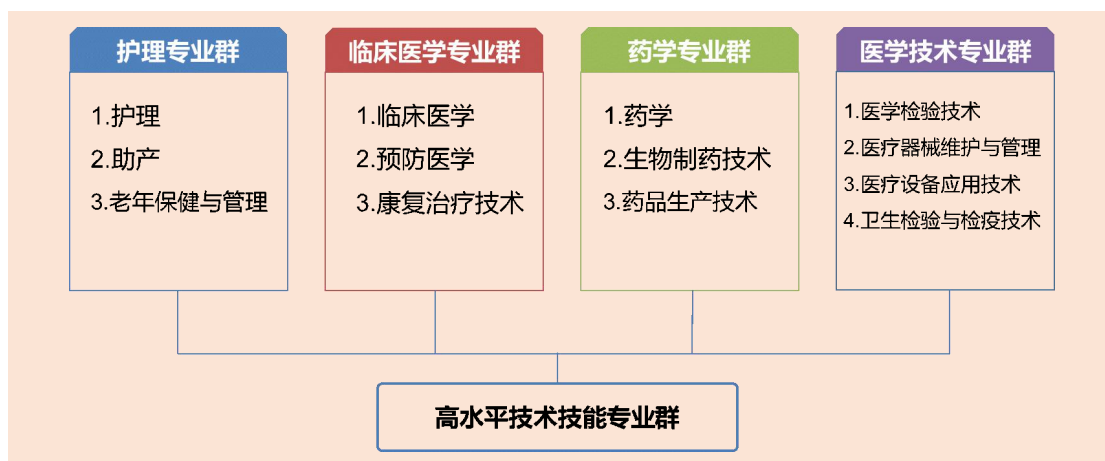 护理专业群
1.护理
2.助产
3.老年保健与管理
临床医学专业群
1.临床医学
2.预防医学
3.康复治疗技术
药学专业群
1.药学
2.生物制药技术
3.药品生产技术
医学技术专业群
1.医学检验技术
2.医疗器械维护与管理
3.医疗设备应用技术
4.卫生检验与检疫技术
高水平技术技能专业群